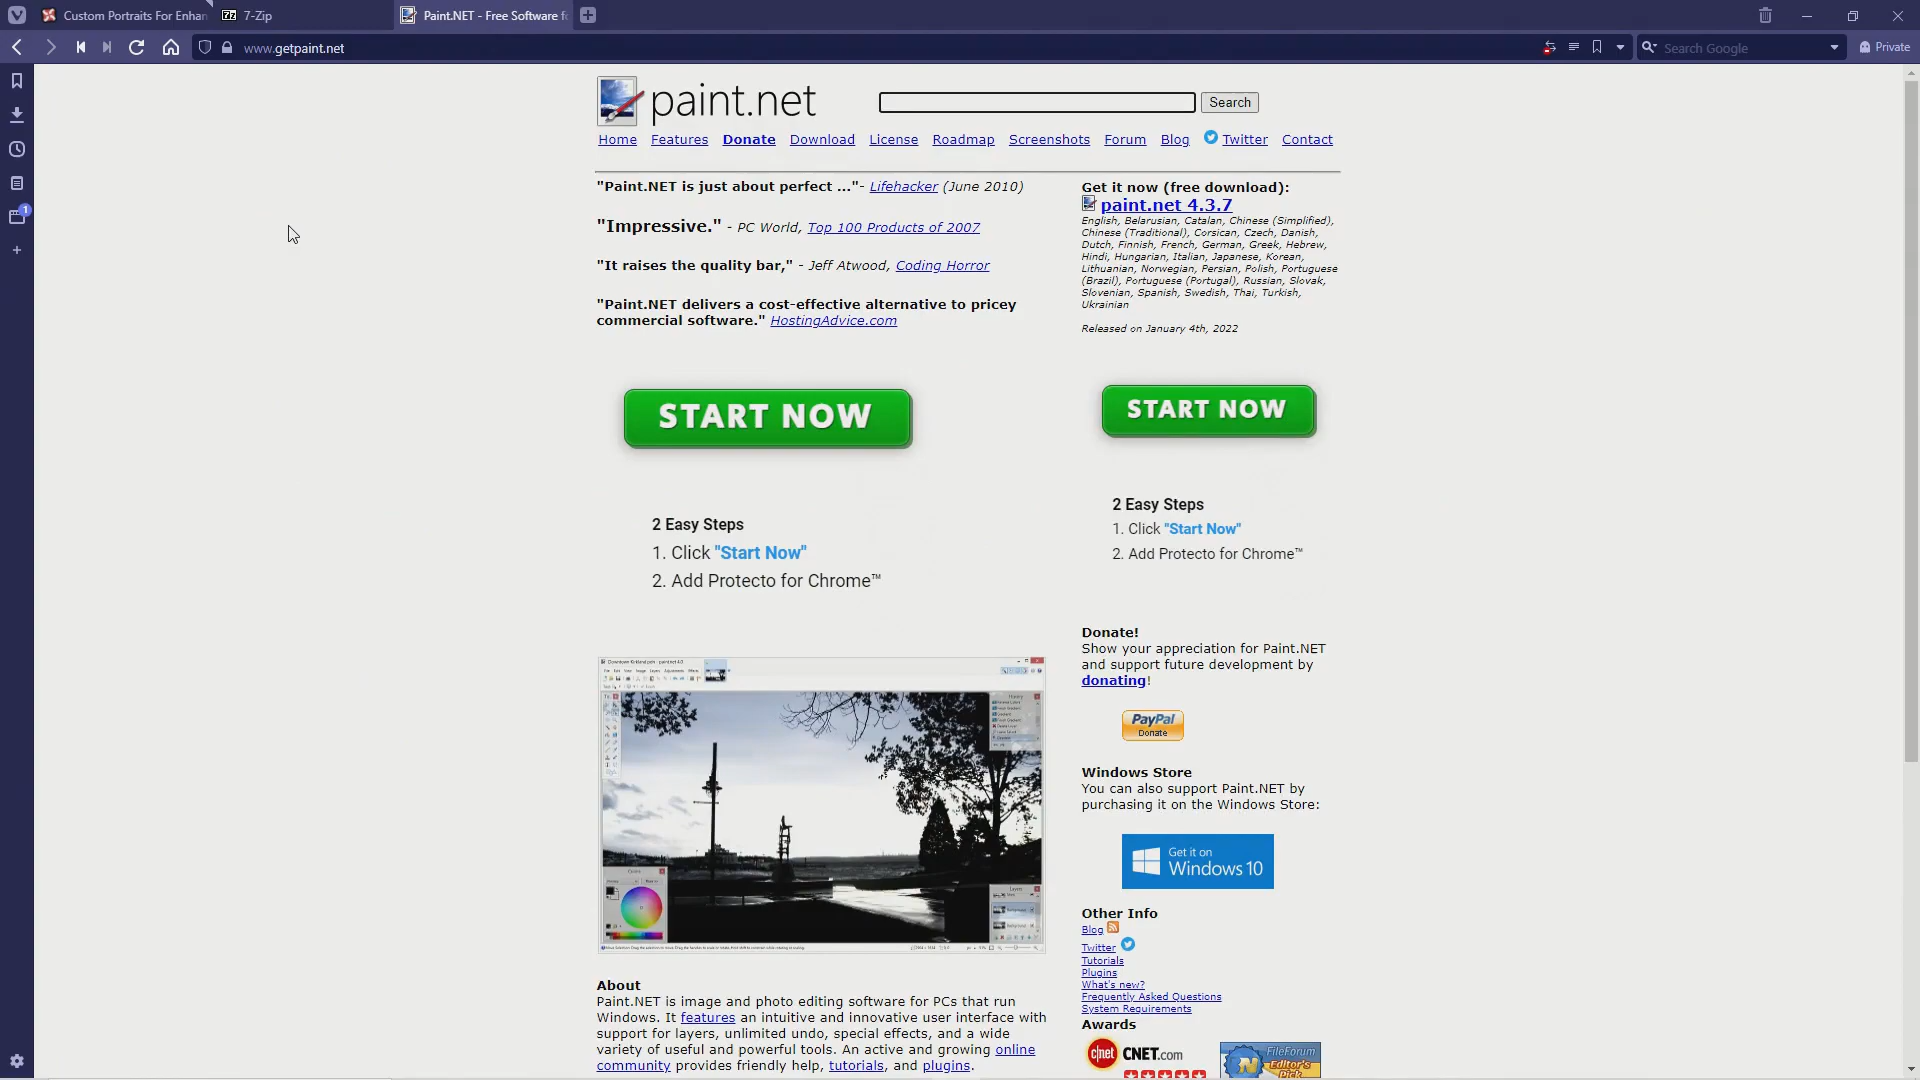 Custom Portraits For Enhan
7-Zip
Paint.NET - Free Software fo
www.getpaint.net
Search Google
Private
1
paint.net
Search
Home Features Donate Download License Roadmap Screenshots Forum Blog Twitter Contact
"Paint.NET is just about perfect ..."- Lifehacker (June 2010)
"Impressive." - PC World, Top 100 Products of 2007
"It raises the quality bar," - Jeff Atwood, Coding Horror
"Paint.NET delivers a cost-effective alternative to pricey
commercial software." HostingAdvice.com
Get it now (free download):
paint.net 4.3.7
English, Belarusian, Catalan, Chinese (Simplified),
Chinese (Traditional), Corsican, Czech, Danish,
Dutch, Finnish, French, German, Greek, Hebrew,
Hindi, Hungarian, Italian, Japanese, Korean,
Lithuanian, Norwegian, Persian, Polish, Portuguese
(Brazil), Portuguese (Portugal), Russian, Slovak,
Slovenian, Spanish, Swedish, Thai, Turkish,
Ukrainian
Released on January 4th, 2022
START NOW
2 Easy Steps
1. Click "Start Now"
2. Add Protecto for Chrome™
START NOW
2 Easy Steps
1. Click "Start Now"
2. Add Protecto for Chrome™
Donate!
Show your appreciation for Paint.NET
and support future development by
donating!
PayPal
Donate
Windows Store
You can also support Paint.NET by
purchasing it on the Windows Store:
Get it on
Windows 10
Other Info
Blog
Twitter
Tutorials
Plugins
What's new?
Frequently Asked Questions
System Requirements
Awards
c|net CNET.com
FileForum
Editor's
Pick
About
Paint.NET is image and photo editing software for PCs that run
Windows. It features an intuitive and innovative user interface with
support for layers, unlimited undo, special effects, and a wide
variety of useful and powerful tools. An active and growing online
community provides friendly help, tutorials, and plugins.